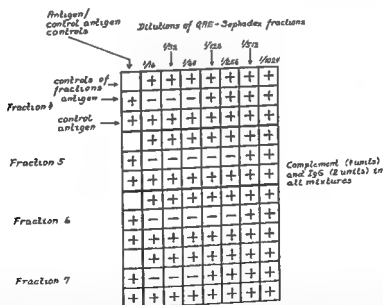 Antigen/
control antigen
controls
Dilutions of QAE-Sephadex fractions
1/16 1/32 1/64 1/128 1/256 1/512 1/1024
controls of
fractions
+ + + + + +
Fraction 4
antigen
+ - - + + + +
control
antigen
+ + + + + + +
+ + + + + +
Fraction 5
+ - - - - + +
+ + + + + + +
Complement (4 units)
and IgG (2 units) in
all mixtures
+ + + + + +
Fraction 6
+ - - - - + +
+ + + + + + +
+ + + + + +
Fraction 7
+ - - + + + +
+ + + + + + +